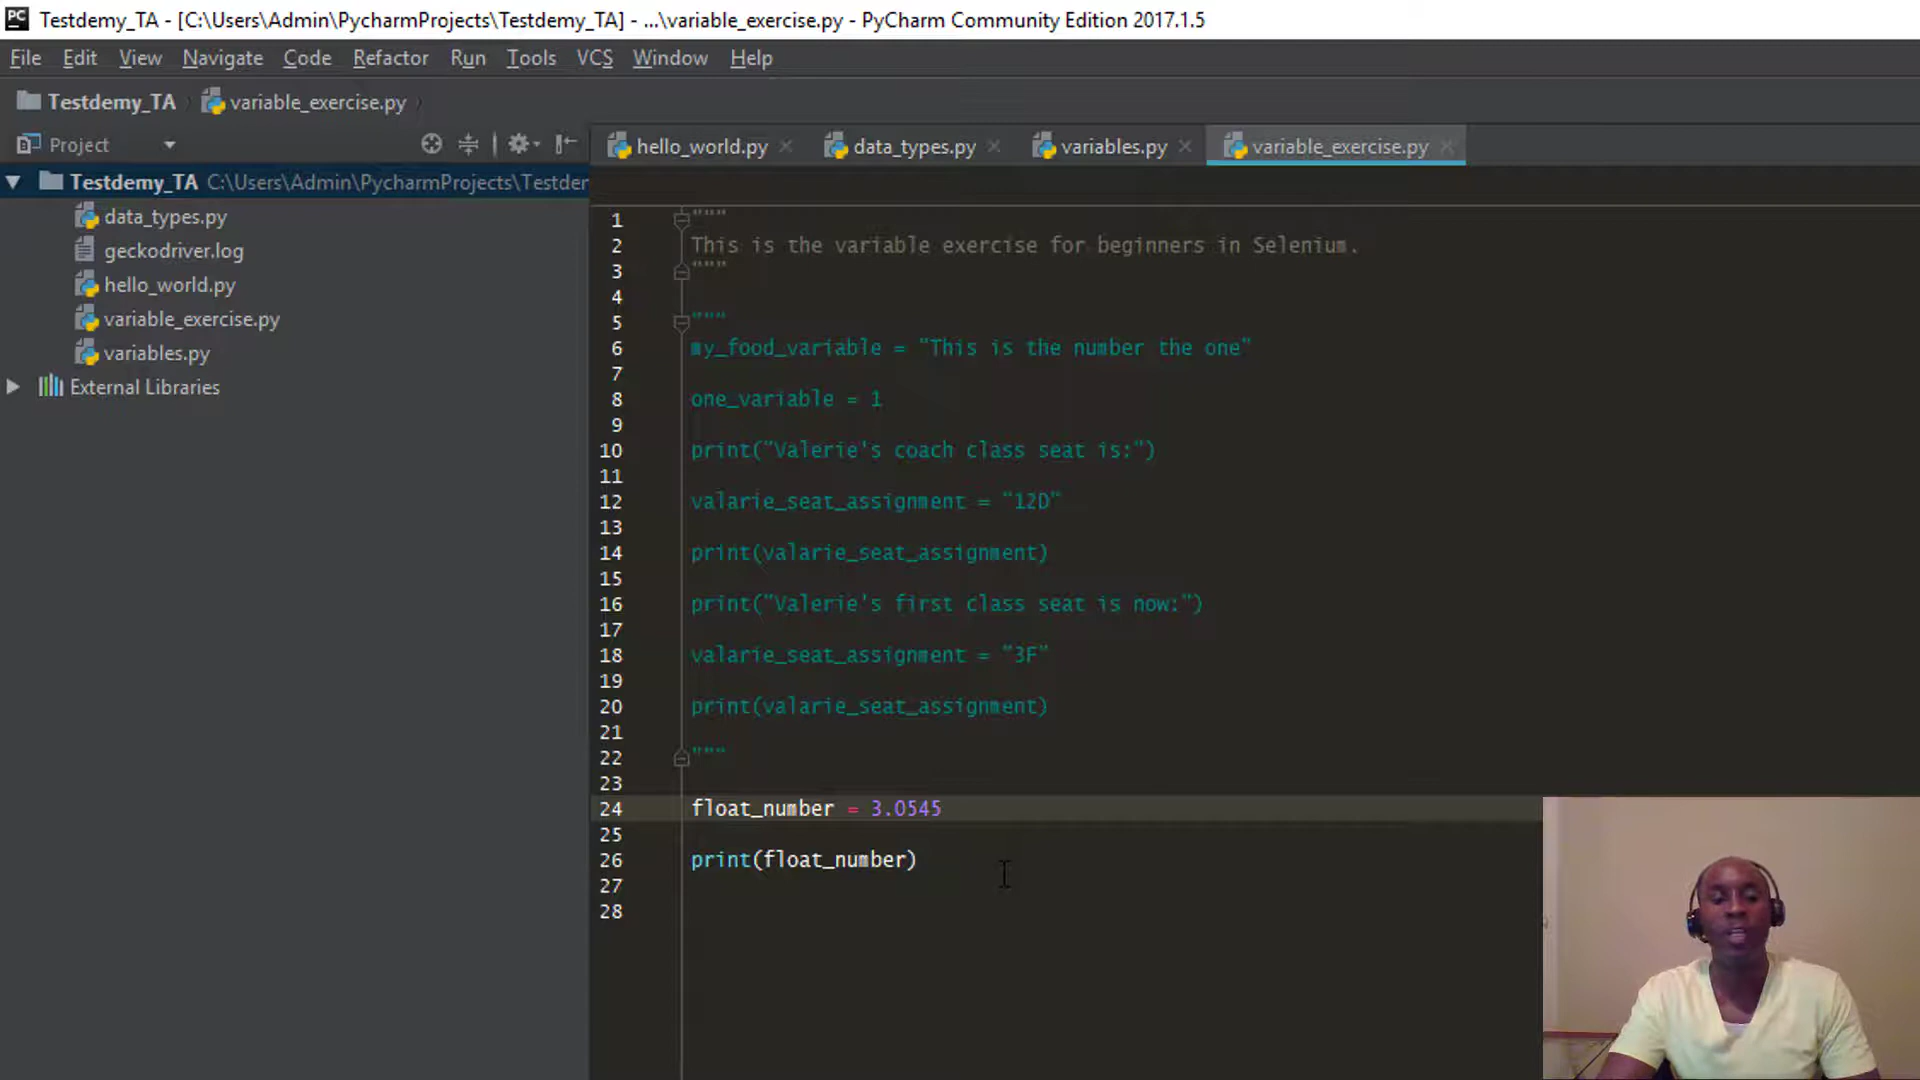 PC Testdemy_TA - [C:\Users\Admin\PycharmProjects\Testdemy_TA] - ...\variable_exercise.py - PyCharm Community Edition 2017.1.5
File Edit View Navigate Code Refactor Run Tools VCS Window Help
Testdemy_TA variable_exercise.py
Project
hello_world.py data_types.py variables.py variable_exercise.py
Testdemy_TA C:\Users\Admin\PycharmProjects\Testder
data_types.py
geckodriver.log
hello_world.py
variable_exercise.py
variables.py
External Libraries
1 """
2 This is the variable exercise for beginners in Selenium.
3 """
4
5 """
6 my_food_variable = "This is the number the one"
7
8 one_variable = 1
9
10 print("Valerie's coach class seat is:")
11
12 valarie_seat_assignment = "12D"
13
14 print(valarie_seat_assignment)
15
16 print("Valerie's first class seat is now:")
17
18 valarie_seat_assignment = "3F"
19
20 print(valarie_seat_assignment)
21
22 """
23
24 float_number = 3.0545
25
26 print(float_number)
27
28